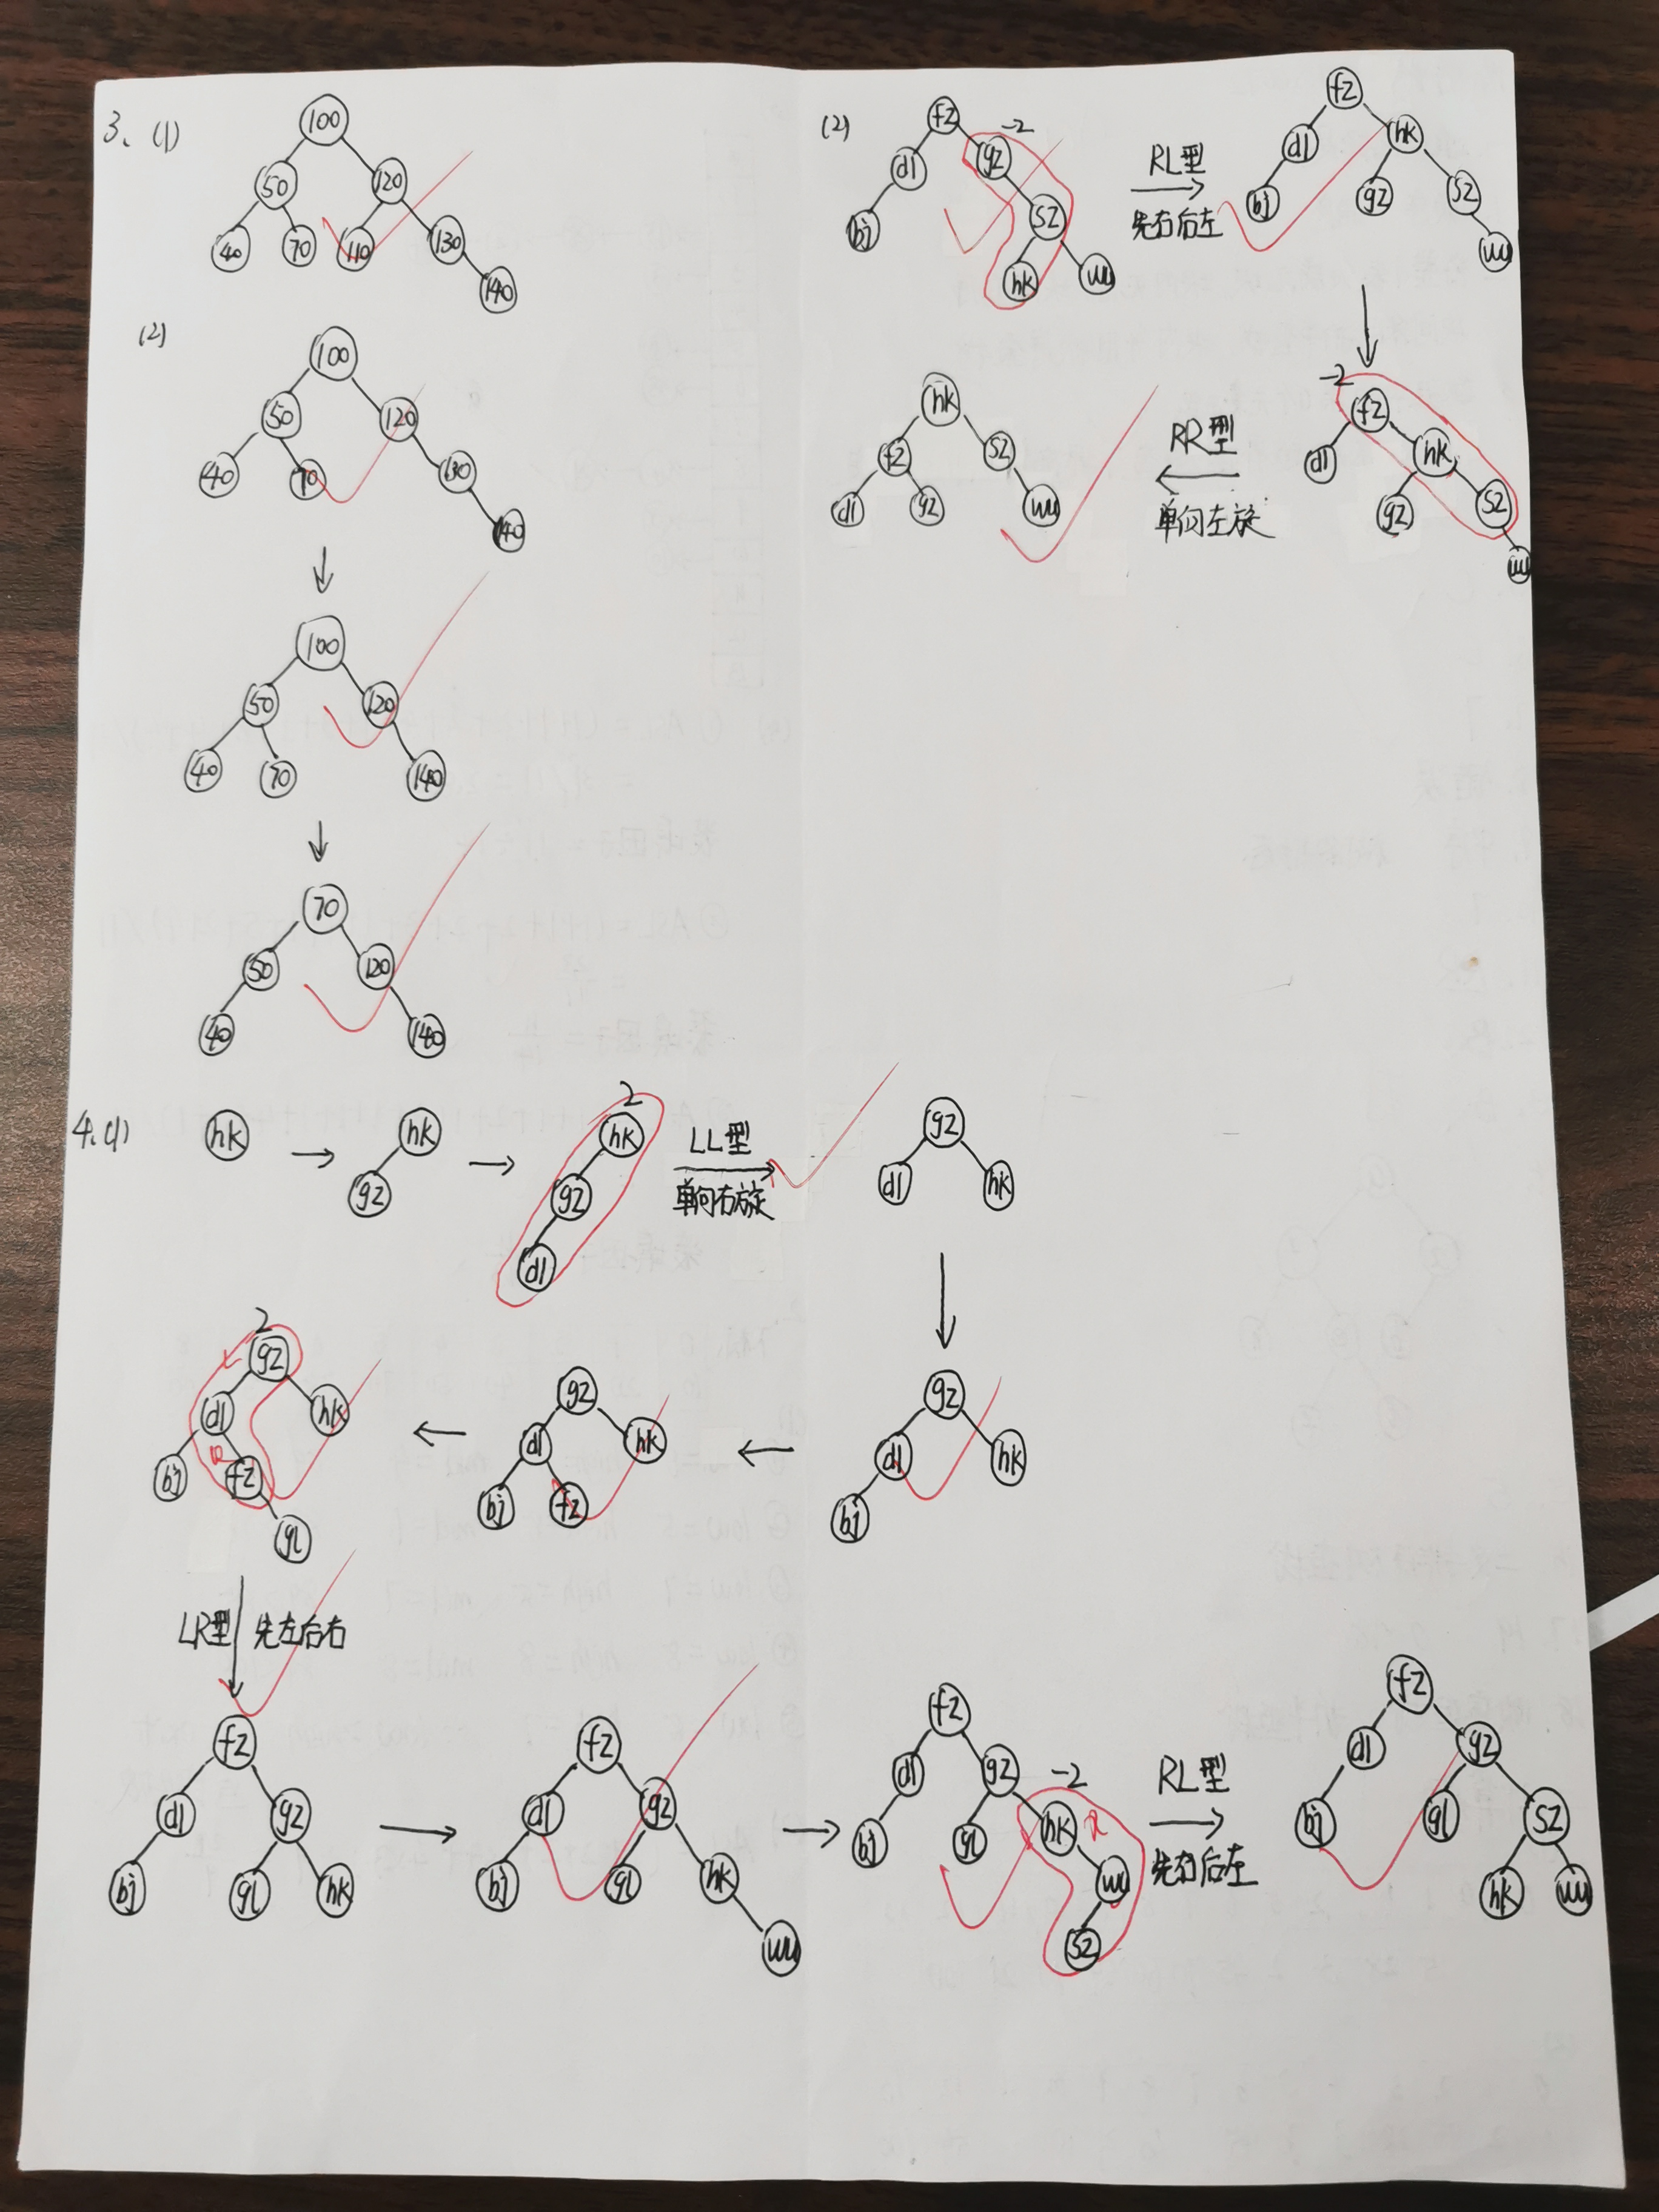 3、(1)
100
50 120
40 70 110 130
140
(2)
100
50 120
40 70 130
140
100
50 120
40 70 140
70
50 120
40 140
4、(1)
hk
hk
gz
2
hk
gz
dl
LL型
单向右旋
gz
dl hk
gz
dl hk
bj
gz
dl hk
bj fz
2
gz
L
dl hk
R
bj fz
gl
LR型 先左后右
fz
dl gz
bj gl hk
fz
dl gz
bj gl hk
wu
fz
dl gz
-2
bj gl hk R
wu
sz
RL型
先右后左
fz
dl gz
bj gl sz
hk wu
(2)
fz
-2
dl gz
bj sz
hk wu
RL型
先右后左
fz
dl hk
bj gz sz
wu
-2
fz
dl hk
gz sz
wu
RR型
单向左旋
hk
fz sz
dl gz wu